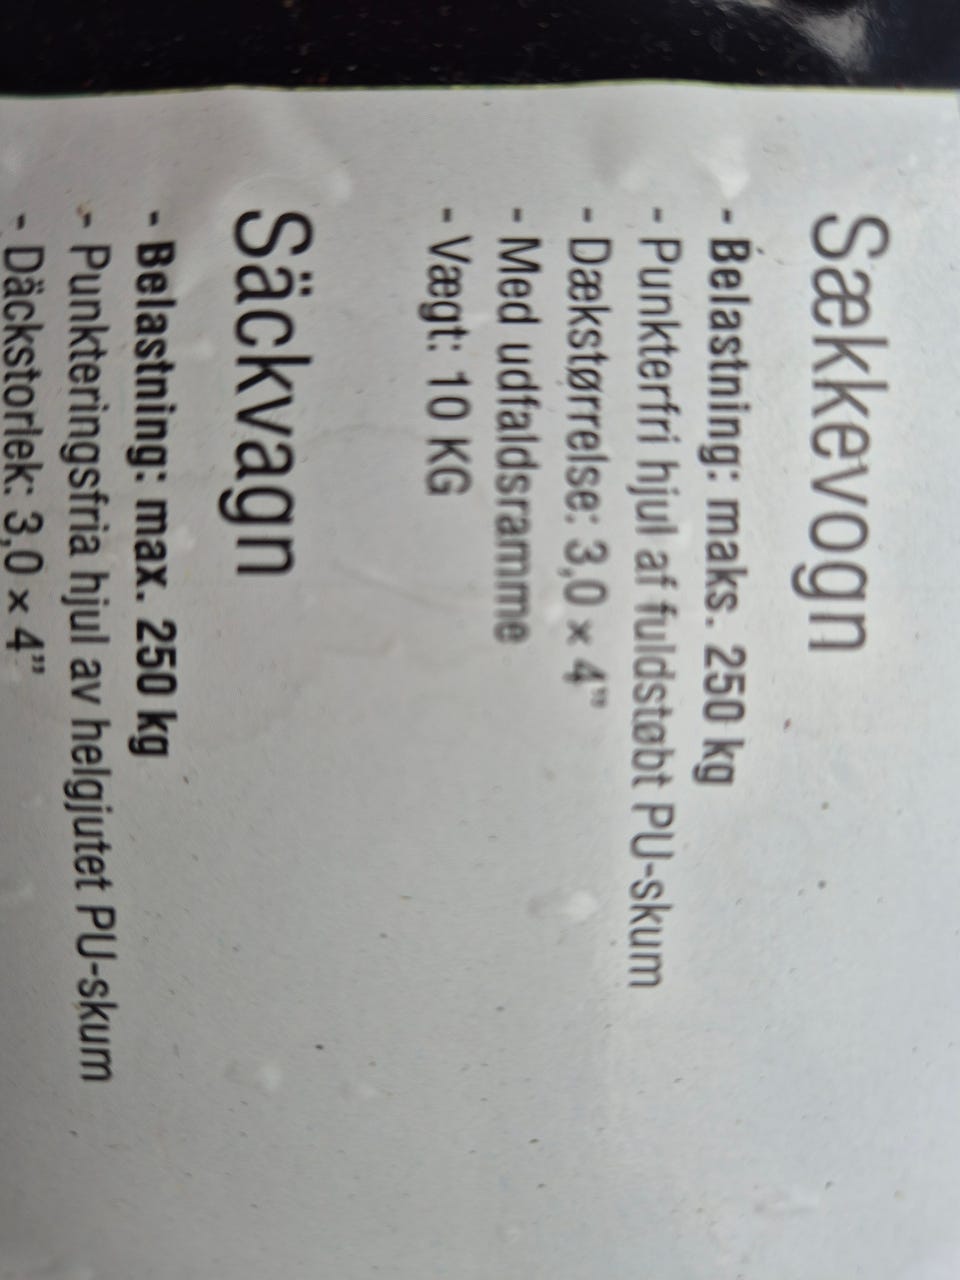 Sækkevogn
- Belastning: maks. 250 kg
- Punkterfri hjul af fuldstøbt PU-skum
- Dækstørrelse: 3,0 × 4”
- Med udfaldsramme
- Vægt: 10 KG
Säckvagn
- Belastning: max. 250 kg
- Punkteringsfria hjul av helgjutet PU-skum
- Däckstorlek: 3,0 × 4”